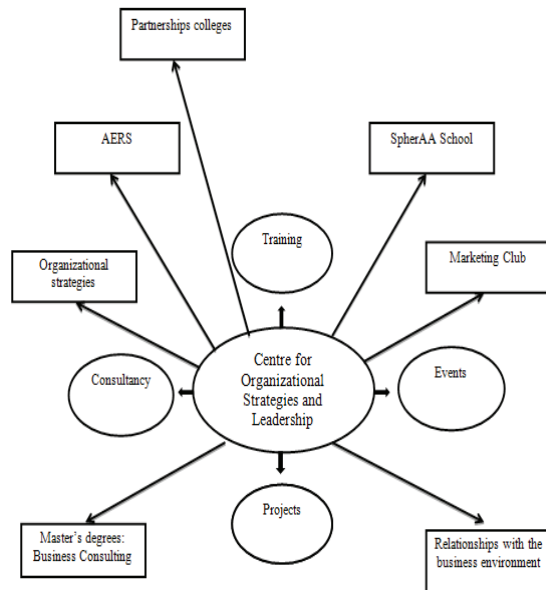 Partnerships colleges
AERS
SpherAA School
Training
Organizational
strategies
Marketing Club
Centre for
Organizational
Strategies and
Leadership
Consultancy
Events
Projects
Master's degrees:
Business Consulting
Relationships with the
business environment